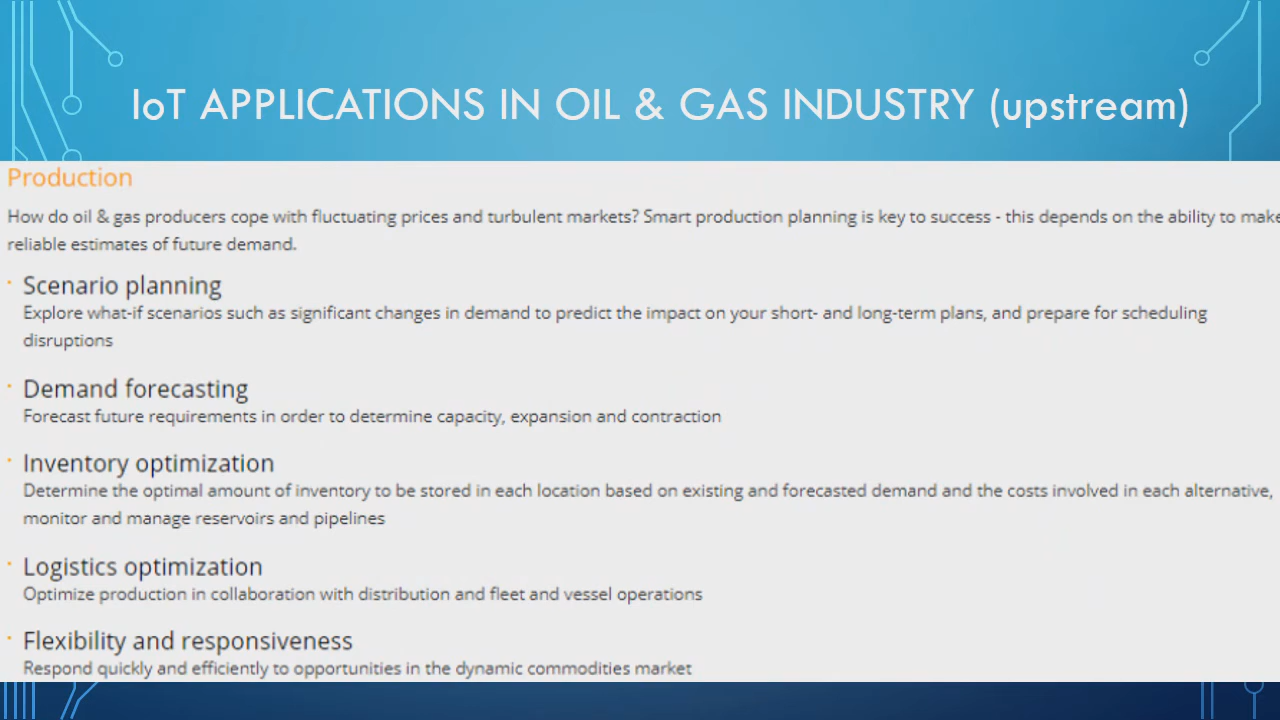 IoT APPLICATIONS IN OIL & GAS INDUSTRY (upstream)
Production
How do oil & gas producers cope with fluctuating prices and turbulent markets? Smart production planning is key to success - this depends on the ability to make
reliable estimates of future demand.
· Scenario planning
Explore what-if scenarios such as significant changes in demand to predict the impact on your short- and long-term plans, and prepare for scheduling
disruptions
· Demand forecasting
Forecast future requirements in order to determine capacity, expansion and contraction
· Inventory optimization
Determine the optimal amount of inventory to be stored in each location based on existing and forecasted demand and the costs involved in each alternative,
monitor and manage reservoirs and pipelines
· Logistics optimization
Optimize production in collaboration with distribution and fleet and vessel operations
· Flexibility and responsiveness
Respond quickly and efficiently to opportunities in the dynamic commodities market